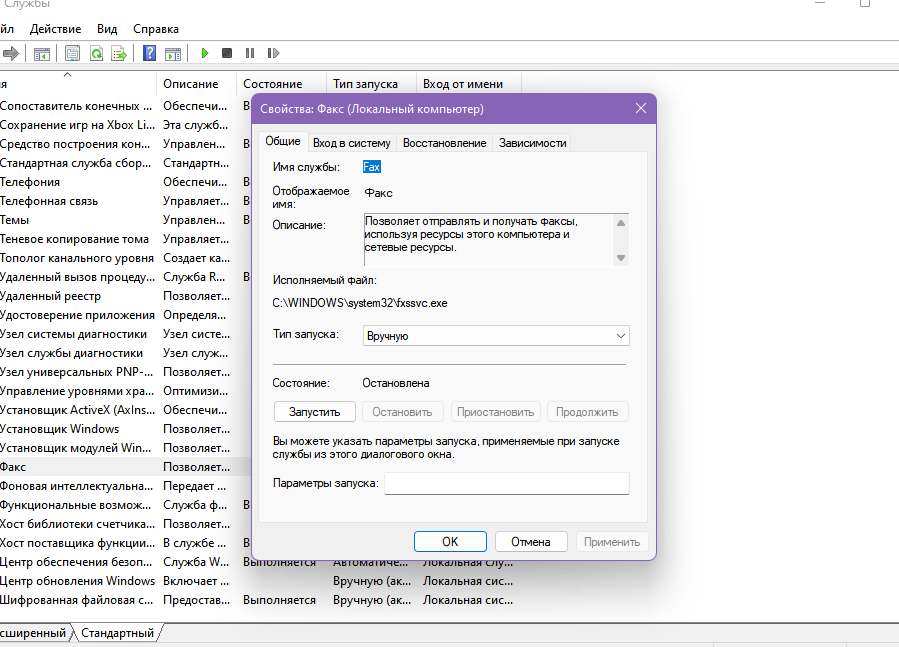 Службы
йл Действие Вид Справка
я Описание Состояние Тип запуска Вход от имени
Сопоставитель конечных ... Обеспечи... В
Сохранение игр на Xbox Li... Эта служб...
Средство построения кон... Управлен... В
Стандартная служба сбор... Стандартн...
Телефония Обеспечи... В
Телефонная связь Управляет... В
Темы Управлен... В
Теневое копирование тома Управляет...
Тополог канального уровня Создает ка...
Удаленный вызов процеду... Служба R... В
Удаленный реестр Позволяет...
Удостоверение приложения Определя...
Узел системы диагностики Узел систе...
Узел службы диагностики Узел служ...
Узел универсальных PNP-... Позволяет...
Управление уровнями хра... Оптимизи...
Установщик ActiveX (AxIns... Обеспечи...
Установщик Windows Позволяет...
Установщик модулей Win... Позволяет...
Факс Позволяет...
Фоновая интеллектуальна... Передает ...
Функциональные возмож... Служба ф... В
Хост библиотеки счетчика... Позволяет...
Хост поставщика функции... В службе ... В
Центр обеспечения безоп... Служба W... Выполняется Автоматиче... Локальная слу...
Центр обновления Windows Включает ... Вручную (ак... Локальная сис...
Шифрованная файловая с... Предостав... Выполняется Вручную (ак... Локальная сис...
сширенный Стандартный
Свойства: Факс (Локальный компьютер)
Общие Вход в систему Восстановление Зависимости
Имя службы: Fax
Отображаемое имя: Факс
Описание: Позволяет отправлять и получать факсы,
используя ресурсы этого компьютера и
сетевые ресурсы.
Исполняемый файл:
C:\WINDOWS\system32\fxssvc.exe
Тип запуска: Вручную
Состояние: Остановлена
Запустить Остановить Приостановить Продолжить
Вы можете указать параметры запуска, применяемые при запуске
службы из этого диалогового окна.
Параметры запуска:
OK Отмена Применить